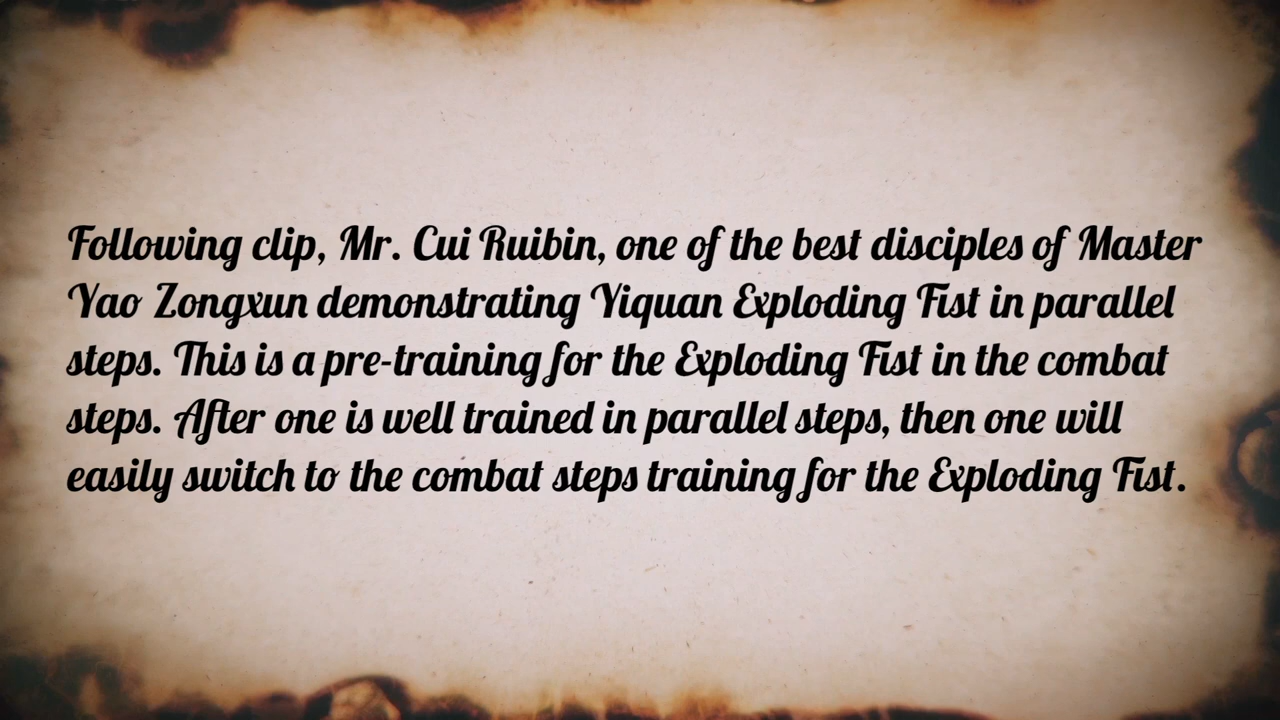 Following clip, Mr. Cui Ruibin, one of the best disciples of Master
Yao Zongxun demonstrating Yiquan Exploding Fist in parallel
steps. This is a pre-training for the Exploding Fist in the combat
steps. After one is well trained in parallel steps, then one will
easily switch to the combat steps training for the Exploding Fist.